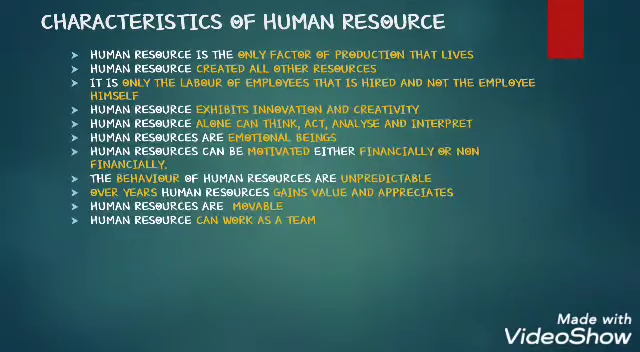 CHARACTERISTICS OF HUMAN RESOURCE
HUMAN RESOURCE IS THE ONLY FACTOR OF PRODUCTION THAT LIVES
HUMAN RESOURCE CREATED ALL OTHER RESOURCES
IT IS ONLY THE LABOUR OF EMPLOYEES THAT IS HIRED AND NOT THE EMPLOYEE
HIMSELF
HUMAN RESOURCE EXHIBITS INNOVATION AND CREATIVITY
HUMAN RESOURCE ALONE CAN THINK, ACT, ANALYSE AND INTERPRET
HUMAN RESOURCES ARE EMOTIONAL BEINGS
HUMAN RESOURCES CAN BE MOTIVATED EITHER FINANCIALLY OR NON
FINANCIALLY.
THE BEHAVIOUR OF HUMAN RESOURCES ARE UNPREDICTABLE
OVER YEARS HUMAN RESOURCES GAINS VALUE AND APPRECIATES
HUMAN RESOURCES ARE MOVABLE
HUMAN RESOURCE CAN WORK AS A TEAM
Made with
VideoShow